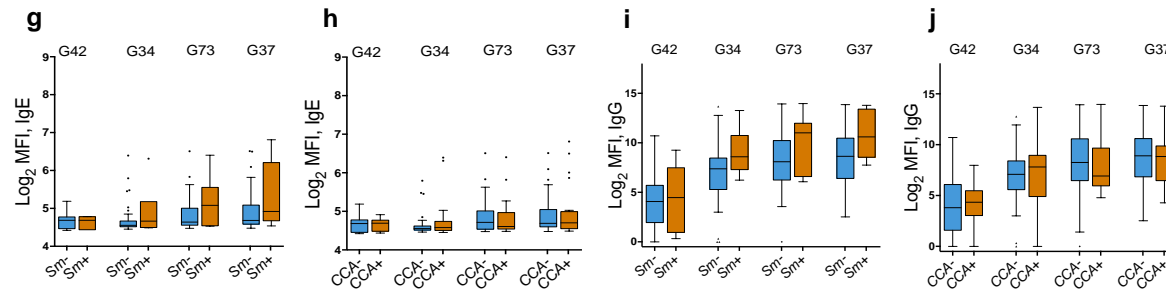 g
G42 G34 G73 G37
Log2 MFI, IgE
9
8
7
6
5
4
Sm- Sm+ Sm- Sm+ Sm- Sm+ Sm- Sm+
h
G42 G34 G73 G37
Log2 MFI, IgE
9
8
7
6
5
4
CCA- CCA+ CCA- CCA+ CCA- CCA+ CCA- CCA+
i
G42 G34 G73 G37
Log2 MFI, IgG
15
10
5
0
Sm- Sm+ Sm- Sm+ Sm- Sm+ Sm- Sm+
j
G42 G34 G73 G37
Log2 MFI, IgG
15
10
5
0
CCA- CCA+ CCA- CCA+ CCA- CCA+ CCA- CCA+